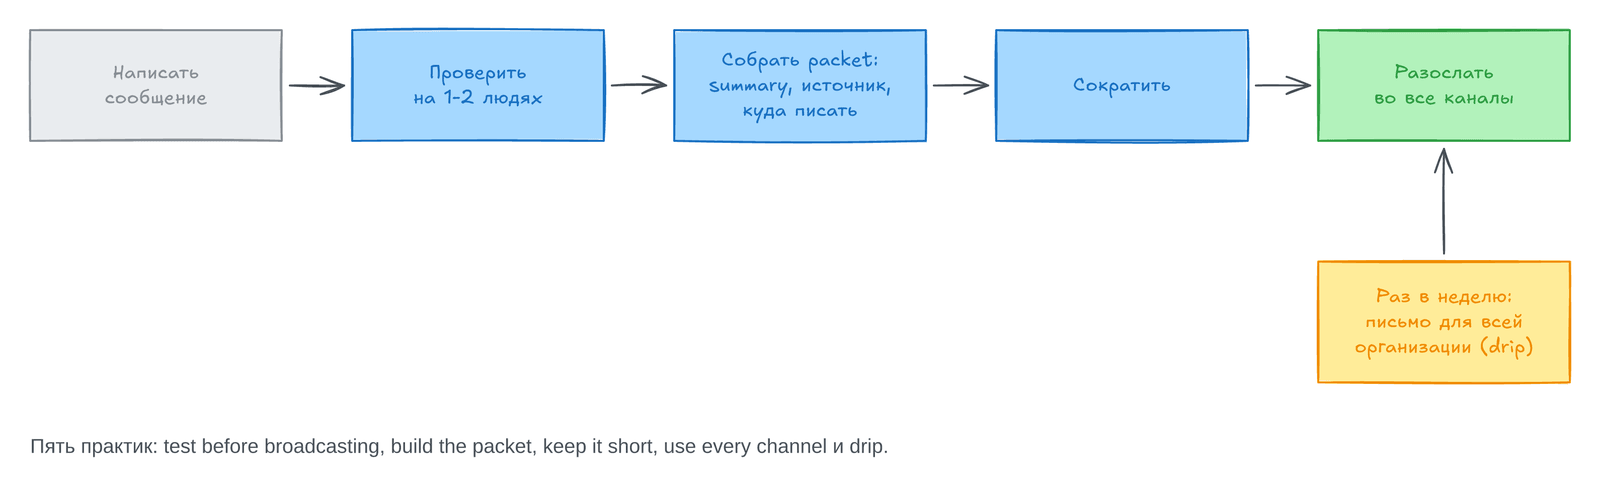 Написать
сообщение
Проверить
на 1-2 людях
Собрать packet:
summary, источник,
куда писать
Сократить
Разослать
во все каналы
Раз в неделю:
письмо для всей
организации (drip)
Пять практик: test before broadcasting, build the packet, keep it short, use every channel и drip.